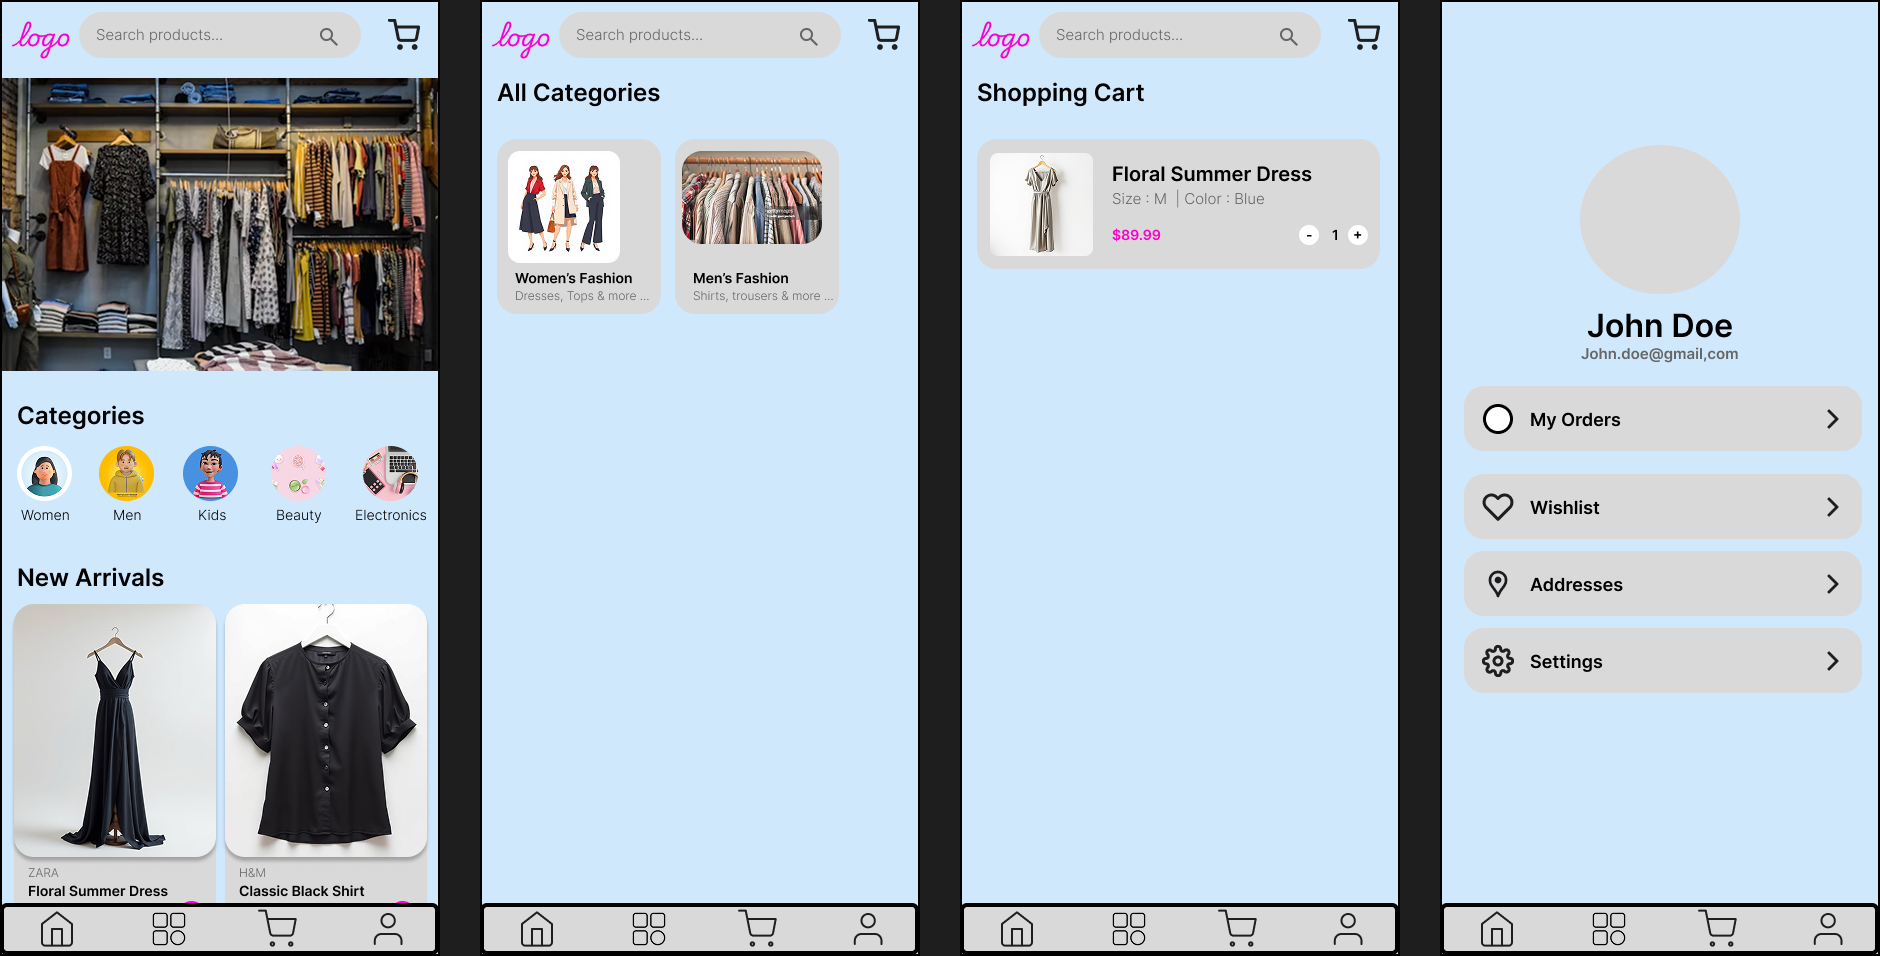 logo
Search products...
Categories
Women
Men
Kids
Beauty
Electronics
New Arrivals
ZARA
Floral Summer Dress
H&M
Classic Black Shirt
logo
Search products...
All Categories
Women’s Fashion
Dresses, Tops & more ...
Men’s Fashion
Shirts, trousers & more ...
logo
Search products...
Shopping Cart
Floral Summer Dress
Size : M | Color : Blue
$89.99
- 1 +
John Doe
John.doe@gmail,com
My Orders
Wishlist
Addresses
Settings